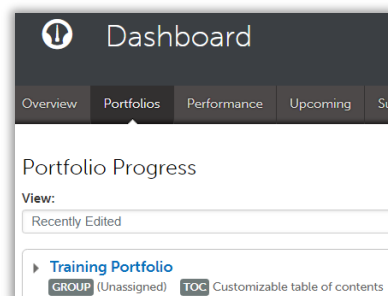 Dashboard
Overview Portfolios Performance Upcoming
Portfolio Progress
View:
Recently Edited
Training Portfolio
GROUP (Unassigned) TOC Customizable table of contents